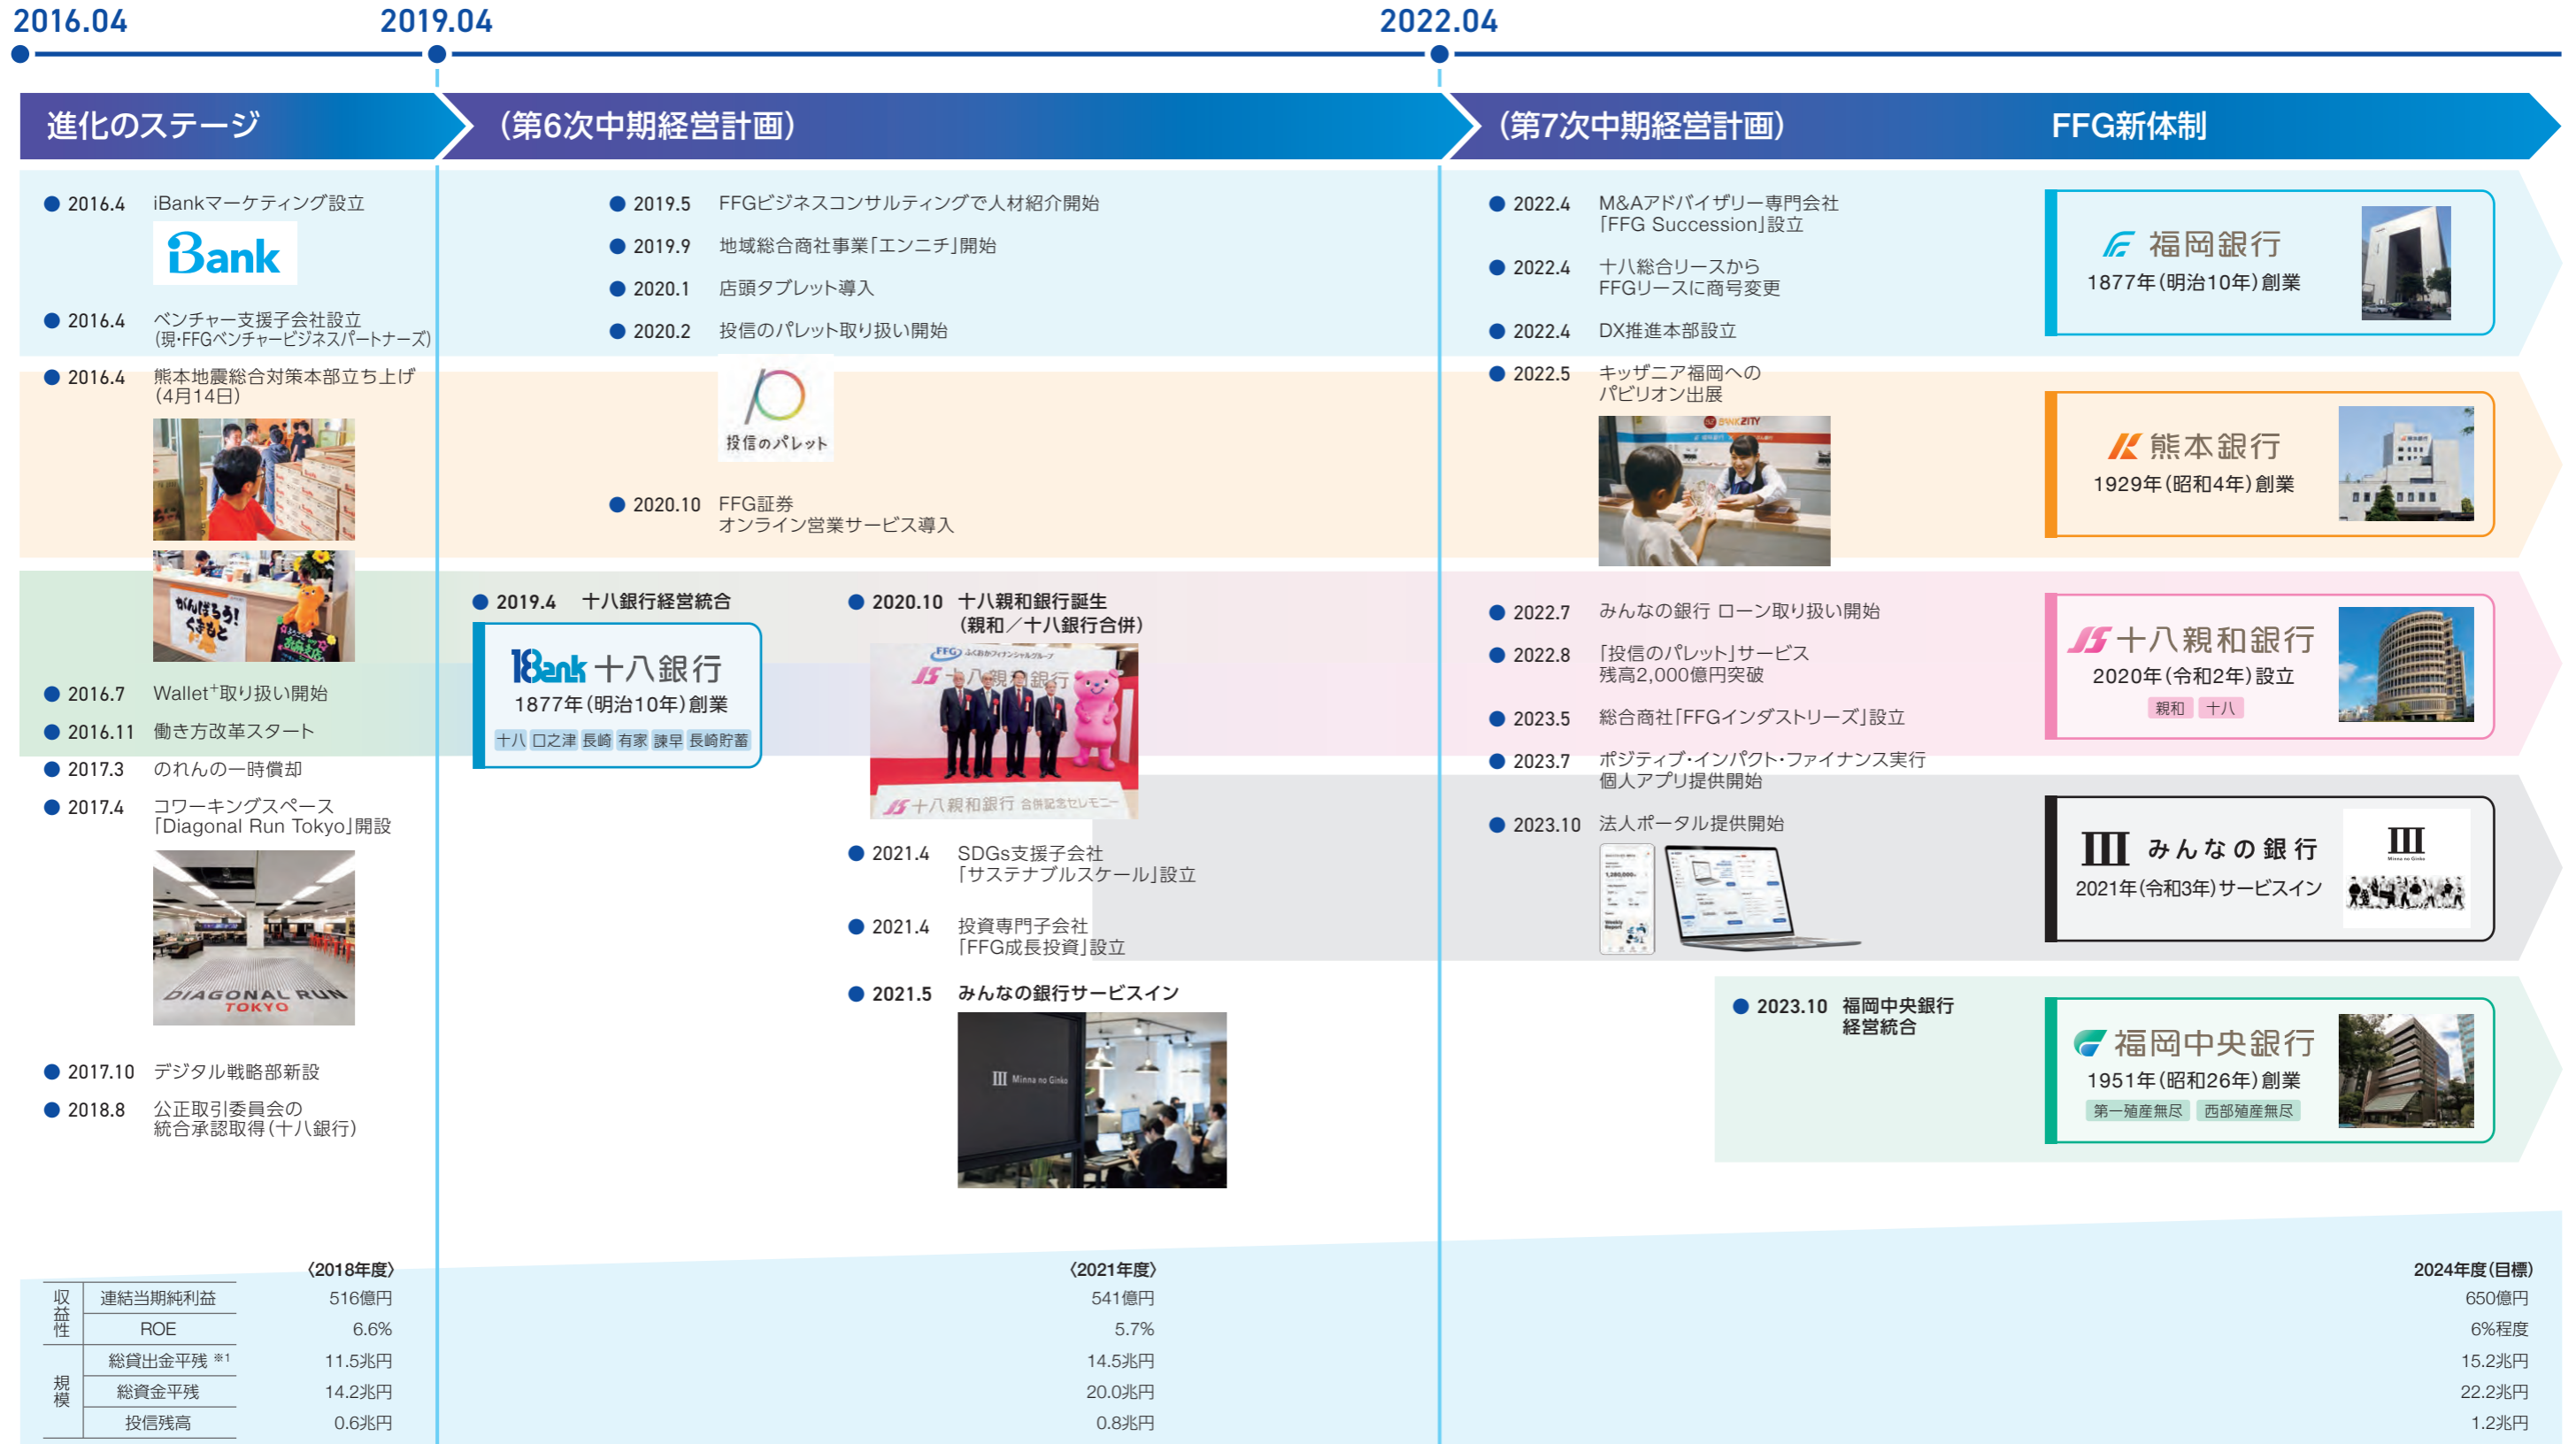 2016.04
2019.04
2022.04
進化のステージ
(第6次中期経営計画)
(第7次中期経営計画)
FFG新体制
2016.4 iBankマーケティング設立
iBank
2016.4 ベンチャー支援子会社設立
(現・FFGベンチャービジネスパートナーズ)
2016.4 熊本地震総合対策本部立ち上げ
(4月14日)
がんばろう!
くまもと
2016.7 Wallet+取り扱い開始
2016.11 働き方改革スタート
2017.3 のれんの一時償却
2017.4 コワーキングスペース
「Diagonal Run Tokyo」開設
DIAGONAL RUN
TOKYO
2017.10 デジタル戦略部新設
2018.8 公正取引委員会の
統合承認取得(十八銀行)
2019.5 FFGビジネスコンサルティングで人材紹介開始
2019.9 地域総合商社事業「エンニチ」開始
2020.1 店頭タブレット導入
2020.2 投信のパレット取り扱い開始
投信のパレット
2020.10 FFG証券
オンライン営業サービス導入
2019.4 十八銀行経営統合
18Bank 十八銀行
1877年(明治10年)創業
十八 口之津 長崎 有家 諫早 長崎貯蓄
2020.10 十八親和銀行誕生
(親和/十八銀行合併)
FFG ふくおかフィナンシャルグループ
十八親和銀行
十八親和銀行 合併記念セレモニー
2021.4 SDGs支援子会社
「サステナブルスケール」設立
2021.4 投資専門子会社
「FFG成長投資」設立
2021.5 みんなの銀行サービスイン
Minna no Ginko
2022.4 M&Aアドバイザリー専門会社
「FFG Succession」設立
2022.4 十八総合リースから
FFGリースに商号変更
2022.4 DX推進本部設立
2022.5 キッザニア福岡への
パビリオン出展
2022.7 みんなの銀行 ローン取り扱い開始
2022.8 「投信のパレット」サービス
残高2,000億円突破
2023.5 総合商社「FFGインダストリーズ」設立
2023.7 ポジティブ・インパクト・ファイナンス実行
個人アプリ提供開始
2023.10 法人ポータル提供開始
2023.10 福岡中央銀行
経営統合
福岡銀行
1877年(明治10年)創業
熊本銀行
1929年(昭和4年)創業
十八親和銀行
2020年(令和2年)設立
親和 十八
みんなの銀行
2021年(令和3年)サービスイン
Minna no Ginko
福岡中央銀行
1951年(昭和26年)創業
第一殖産無尽 西部殖産無尽
〈2018年度〉 〈2021年度〉 2024年度(目標)
収益性
連結当期純利益 516億円 541億円 650億円
ROE 6.6% 5.7% 6%程度
規模
総貸出金平残 ※1 11.5兆円 14.5兆円 15.2兆円
総資金平残 14.2兆円 20.0兆円 22.2兆円
投信残高 0.6兆円 0.8兆円 1.2兆円